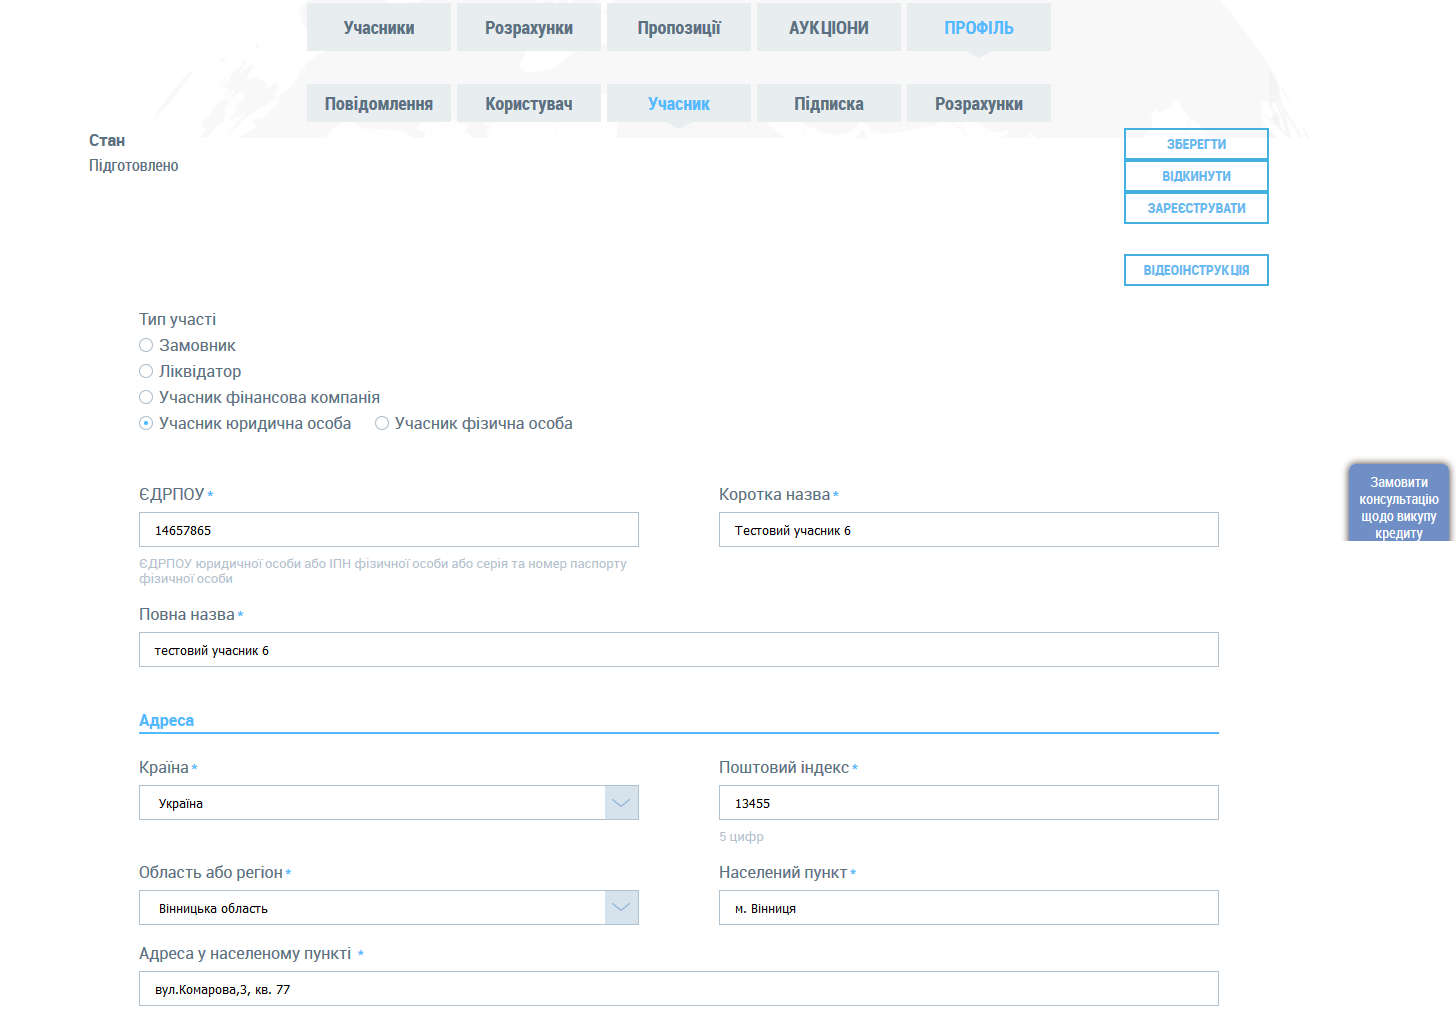 Учасники Розрахунки Пропозиції АУКЦІОНИ ПРОФІЛЬ
Повідомлення Користувач Учасник Підписка Розрахунки
Стан
Підготовлено
ЗБЕРЕГТИ
ВІДКИНУТИ
ЗАРЕЄСТРУВАТИ
ВІДЕОІНСТРУКЦІЯ
Тип участі
Замовник
Ліквідатор
Учасник фінансова компанія
Учасник юридична особа Учасник фізична особа
Замовити
консультацію
щодо викупу
кредиту
ЄДРПОУ * Коротка назва *
14657865 Тестовий учасник 6
ЄДРПОУ юридичної особи або ІПН фізичної особи або серія та номер паспорту
фізичної особи
Повна назва *
тестовий учасник 6
Адреса
Країна * Поштовий індекс *
Україна 13455
5 цифр
Область або регіон * Населений пункт *
Вінницька область м. Вінниця
Адреса у населеному пункті *
вул.Комарова,3, кв. 77